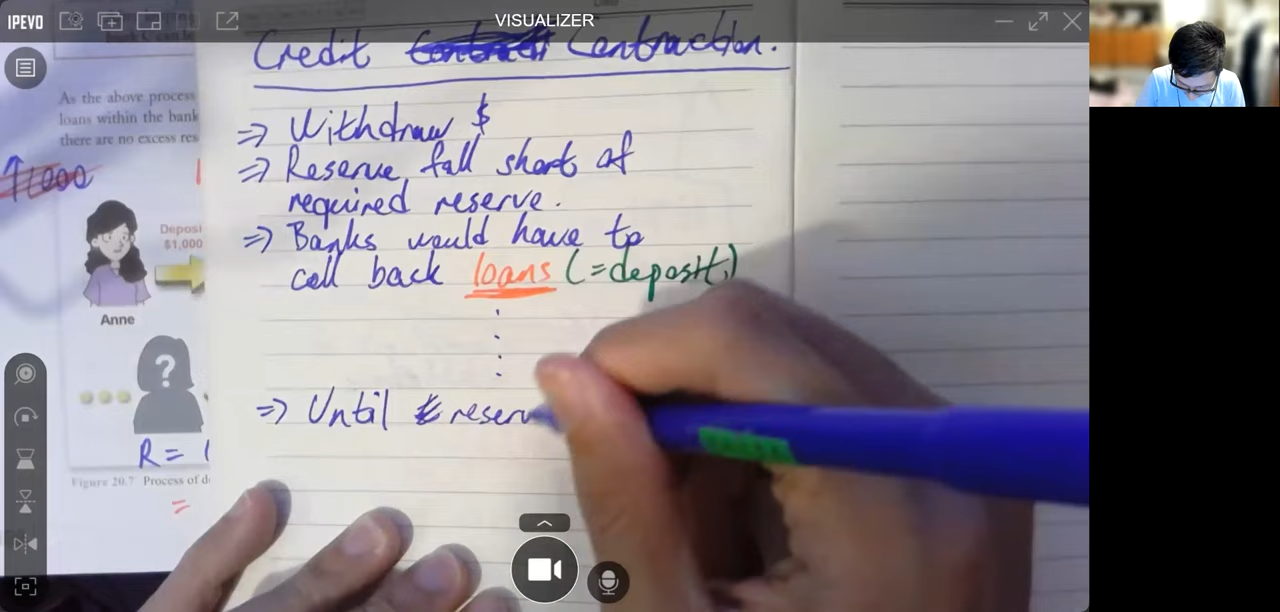 IPEVO
VISUALIZER
Credit Contraction.
⇒ Withdraw $
⇒ Reserve fall short of
required reserve.
⇒ Banks would have to
call back loans (= deposit)
⇒ Until reserv
As the above process
loans within the bank
there are no excess res
↑1000
Deposi
$1,000
Anne
?
R =
Figure 20.7 Process of d
=